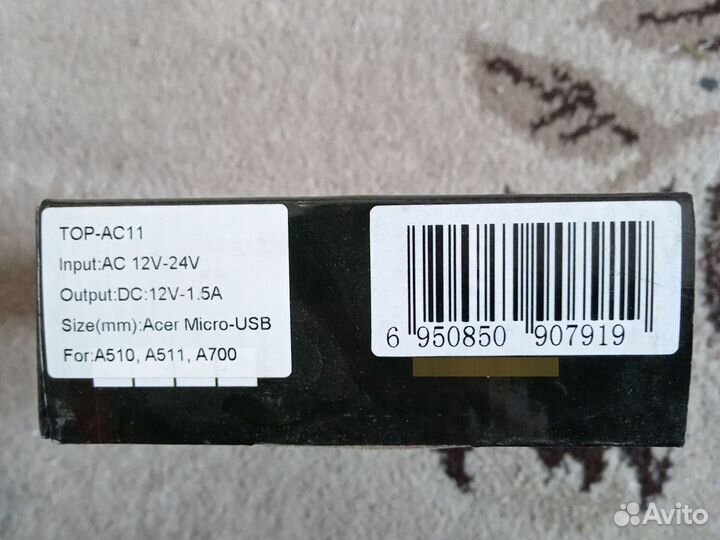 TOP-AC11
Input:AC 12V-24V
Output:DC:12V-1.5A
Size(mm):Acer Micro-USB
For:A510, A511, A700
6 950850 907919
Avito